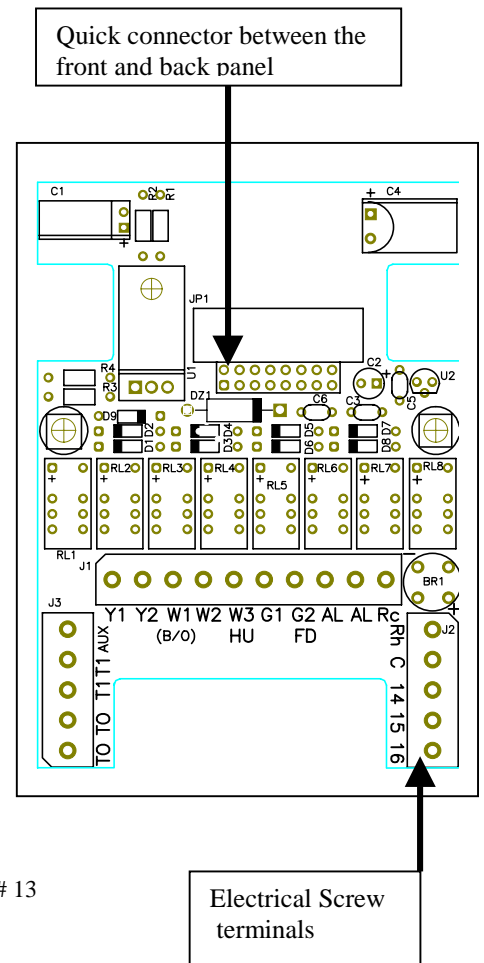 Quick connector between the
front and back panel
C1
R2
R1
+
C4
+
JP1
U1
R4
R3
DZ1
C2
+
U2
C6
C3
C5
D9
D2
D1
D4
D3
D5
D6
D7
D8
RL2
RL3
RL4
RL5
RL6
RL7
RL8
+ + + + + + + +
RL1
J1
BR1
+
J3
J2
Y1 Y2 W1 W2 W3 G1 G2 AL AL Rc
(B/O) HU FD
AUX
T1
T1
TO
TO
Rh
C
14
15
16
# 13
Electrical Screw
terminals